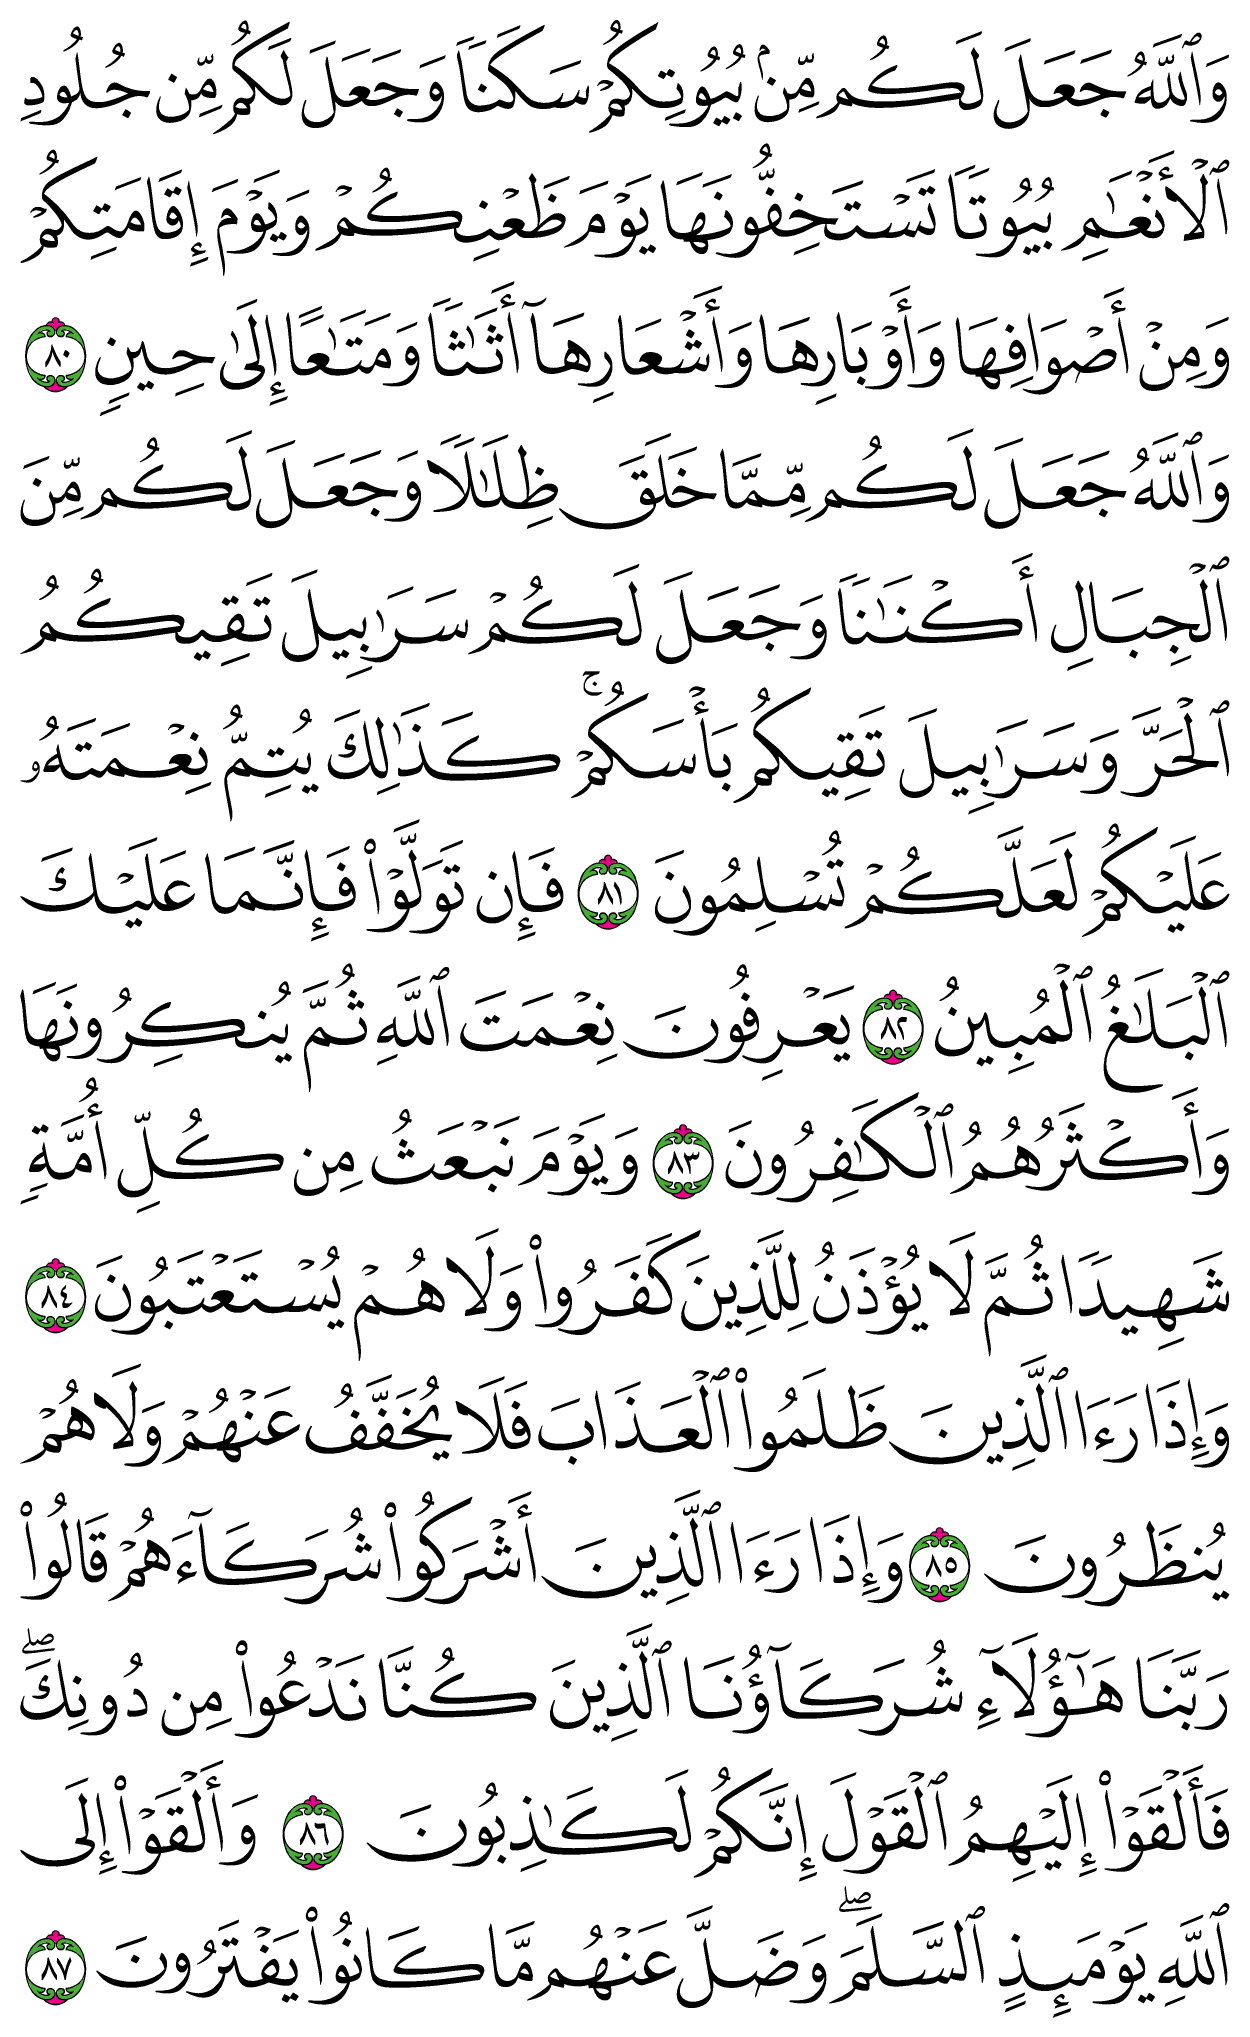 وَٱللَّهُ جَعَلَ لَكُم مِّنۢ بُيُوتِكُمۡ سَكَنٗا وَجَعَلَ لَكُم مِّن جُلُودِ
ٱلۡأَنۡعَٰمِ بُيُوتٗا تَسۡتَخِفُّونَهَا يَوۡمَ ظَعۡنِكُمۡ وَيَوۡمَ إِقَامَتِكُمۡ
وَمِنۡ أَصۡوَافِهَا وَأَوۡبَارِهَا وَأَشۡعَارِهَآ أَثَٰثٗا وَمَتَٰعًا إِلَىٰ حِينٖ ٨٠
وَٱللَّهُ جَعَلَ لَكُم مِّمَّا خَلَقَ ظِلَٰلٗا وَجَعَلَ لَكُم مِّنَ
ٱلۡجِبَالِ أَكۡنَٰنٗا وَجَعَلَ لَكُمۡ سَرَٰبِيلَ تَقِيكُمُ
ٱلۡحَرَّ وَسَرَٰبِيلَ تَقِيكُم بَأۡسَكُمۡۚ كَذَٰلِكَ يُتِمُّ نِعۡمَتَهُۥ
عَلَيۡكُمۡ لَعَلَّكُمۡ تُسۡلِمُونَ ٨١ فَإِن تَوَلَّوۡاْ فَإِنَّمَا عَلَيۡكَ
ٱلۡبَلَٰغُ ٱلۡمُبِينُ ٨٢ يَعۡرِفُونَ نِعۡمَتَ ٱللَّهِ ثُمَّ يُنكِرُونَهَا
وَأَكۡثَرُهُمُ ٱلۡكَٰفِرُونَ ٨٣ وَيَوۡمَ نَبۡعَثُ مِن كُلِّ أُمَّةٖ
شَهِيدٗا ثُمَّ لَا يُؤۡذَنُ لِلَّذِينَ كَفَرُواْ وَلَا هُمۡ يُسۡتَعۡتَبُونَ ٨٤
وَإِذَا رَءَا ٱلَّذِينَ ظَلَمُواْ ٱلۡعَذَابَ فَلَا يُخَفَّفُ عَنۡهُمۡ وَلَا هُمۡ
يُنظَرُونَ ٨٥ وَإِذَا رَءَا ٱلَّذِينَ أَشۡرَكُواْ شُرَكَآءَهُمۡ قَالُواْ
رَبَّنَا هَٰٓؤُلَآءِ شُرَكَآؤُنَا ٱلَّذِينَ كُنَّا نَدۡعُواْ مِن دُونِكَۖ
فَأَلۡقَوۡاْ إِلَيۡهِمُ ٱلۡقَوۡلَ إِنَّكُمۡ لَكَٰذِبُونَ ٨٦ وَأَلۡقَوۡاْ إِلَى
ٱللَّهِ يَوۡمَئِذٍ ٱلسَّلَمَۖ وَضَلَّ عَنۡهُم مَّا كَانُواْ يَفۡتَرُونَ ٨٧